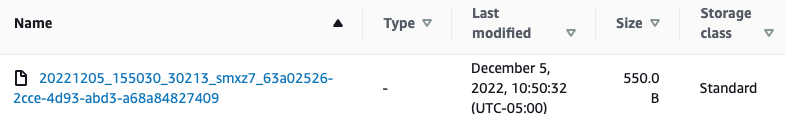 Name Type Last modified Size Storage class
20221205_155030_30213_smxz7_63a02526-
2cce-4d93-abd3-a68a84827409
-
December 5,
2022, 10:50:32
(UTC-05:00)
550.0
B
Standard